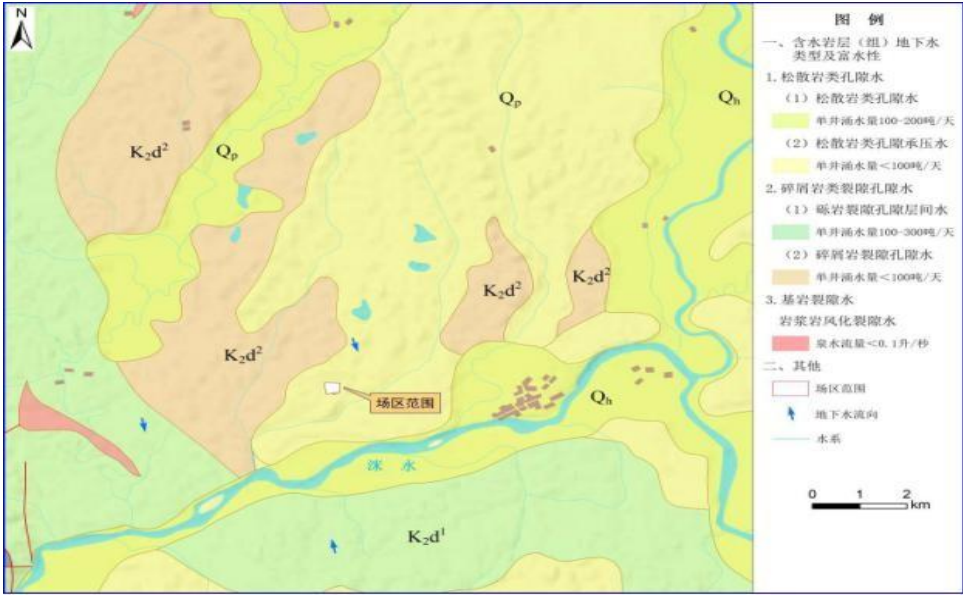 N
K₂d²
Qp
Qp
Qh
K₂d²
K₂d²
K₂d²
场区范围
Qh
洣 水
K₂d¹
图 例
一、含水岩层（组）地下水
类型及富水性
1.松散岩类孔隙水
（1）松散岩类孔隙水
单井涌水量100-200吨/天
（2）松散岩类孔隙承压水
单井涌水量＜100吨/天
2.碎屑岩类裂隙孔隙水
（1）砾岩裂隙孔隙层间水
单井涌水量100-300吨/天
（2）碎屑岩裂隙孔隙水
单井涌水量＜100吨/天
3.基岩裂隙水
岩浆岩风化裂隙水
泉水流量＜0.1升/秒
二、其他
场区范围
地下水流向
水系
0 1 2
km